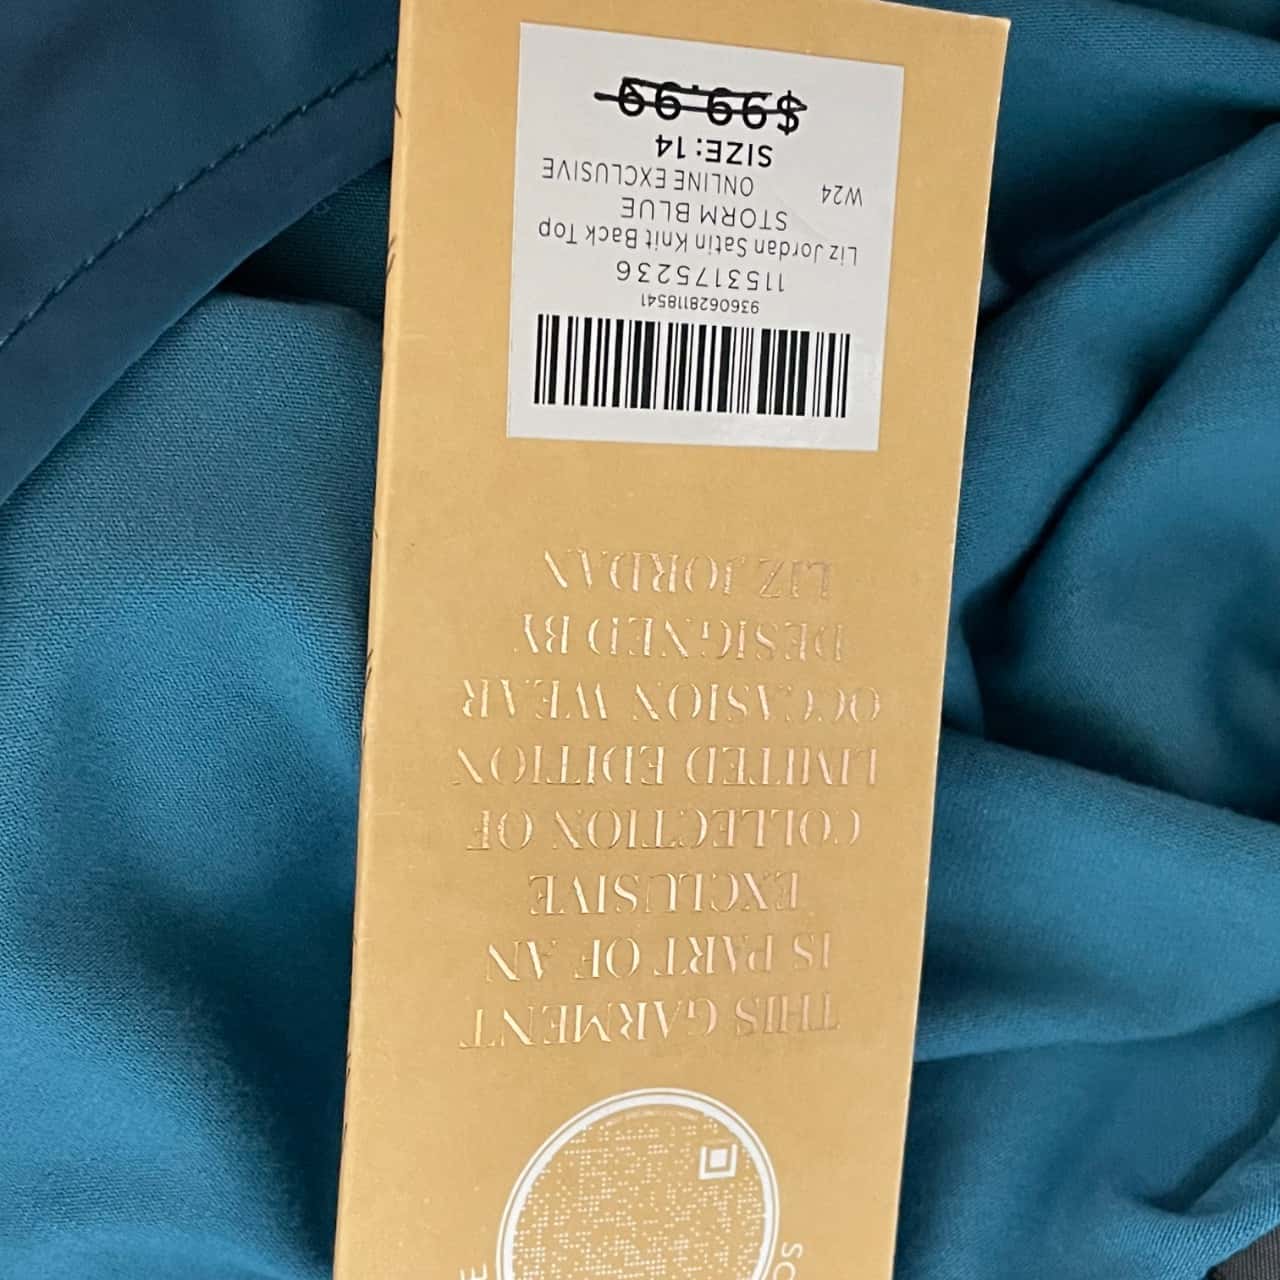 THIS GARMENT
IS PART OF AN
EXCLUSIVE
COLLECTION OF
LIMITED EDITION
OCCASION WEAR
DESIGNED BY
LIZ JORDAN
9360628118541
1153175236
Liz Jordan Satin Knit Back Top
STORM BLUE
W24 ONLINE EXCLUSIVE
SIZE: 14
$99.99